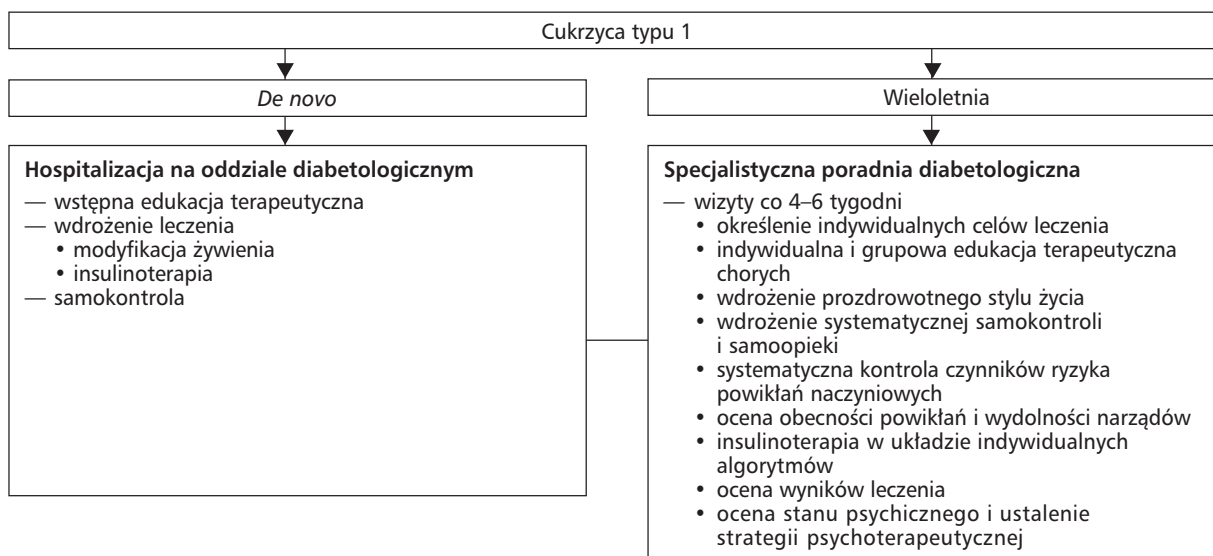 Cukrzyca typu 1
De novo
Wieloletnia
Hospitalizacja na oddziale diabetologicznym
— wstępna edukacja terapeutyczna
— wdrożenie leczenia
• modyfikacja żywienia
• insulinoterapia
— samokontrola
Specjalistyczna poradnia diabetologiczna
— wizyty co 4–6 tygodni
• określenie indywidualnych celów leczenia
• indywidualna i grupowa edukacja terapeutyczna
chorych
• wdrożenie prozdrowotnego stylu życia
• wdrożenie systematycznej samokontroli
i samoopieki
• systematyczna kontrola czynników ryzyka
powikłań naczyniowych
• ocena obecności powikłań i wydolności narządów
• insulinoterapia w układzie indywidualnych
algorytmów
• ocena wyników leczenia
• ocena stanu psychicznego i ustalenie
strategii psychoterapeutycznej